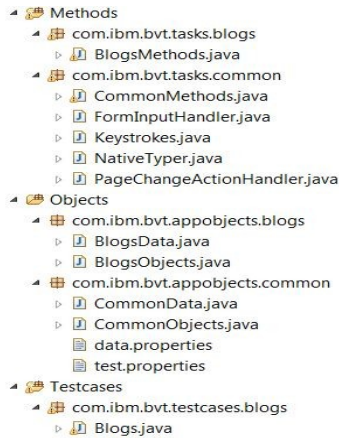 Methods
com.ibm.bvt.tasks.blogs
BlogsMethods.java
com.ibm.bvt.tasks.common
CommonMethods.java
FormInputHandler.java
Keystrokes.java
NativeTyper.java
PageChangeActionHandler.java
Objects
com.ibm.bvt.appobjects.blogs
BlogsData.java
BlogsObjects.java
com.ibm.bvt.appobjects.common
CommonData.java
CommonObjects.java
data.properties
test.properties
Testcases
com.ibm.bvt.testcases.blogs
Blogs.java